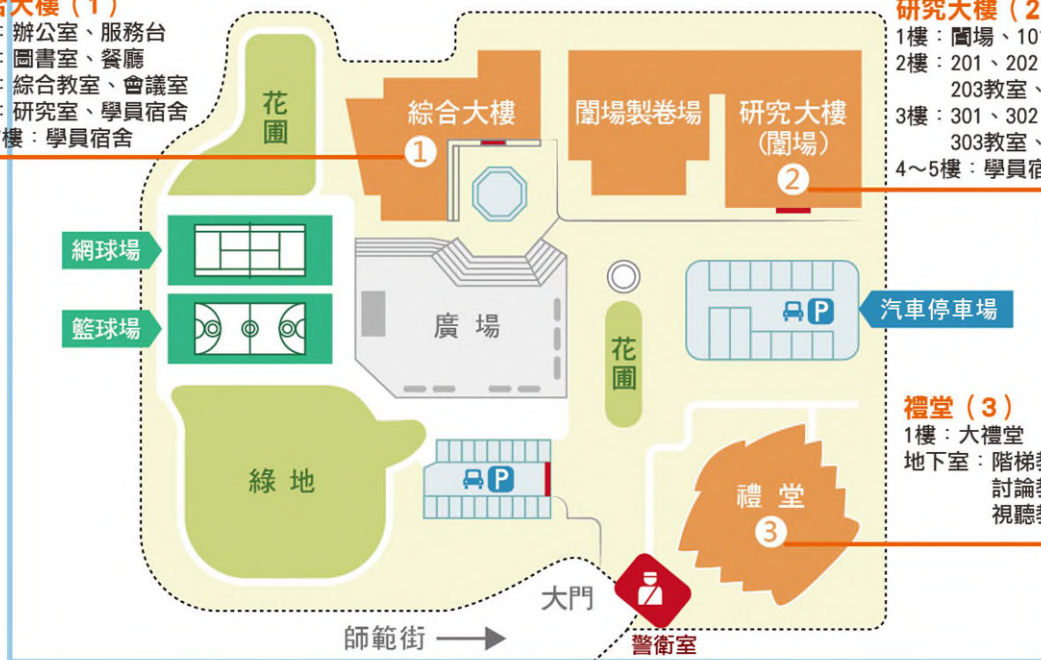 合大樓（1）
：辦公室、服務台
：圖書室、餐廳
：綜合教室、會議室
：研究室、學員宿舍
樓：學員宿舍
研究大樓（2
1樓：闈場、10
2樓：201、202
203教室、
3樓：301、302
303教室、
4～5樓：學員宿
花圃
綜合大樓
1
闈場製卷場
研究大樓
(闈場)
2
網球場
籃球場
廣場
花圃
P
汽車停車場
禮堂（3）
1樓：大禮堂
地下室：階梯教
討論教
視聽教
綠地
P
禮堂
3
大門
師範街
警衛室